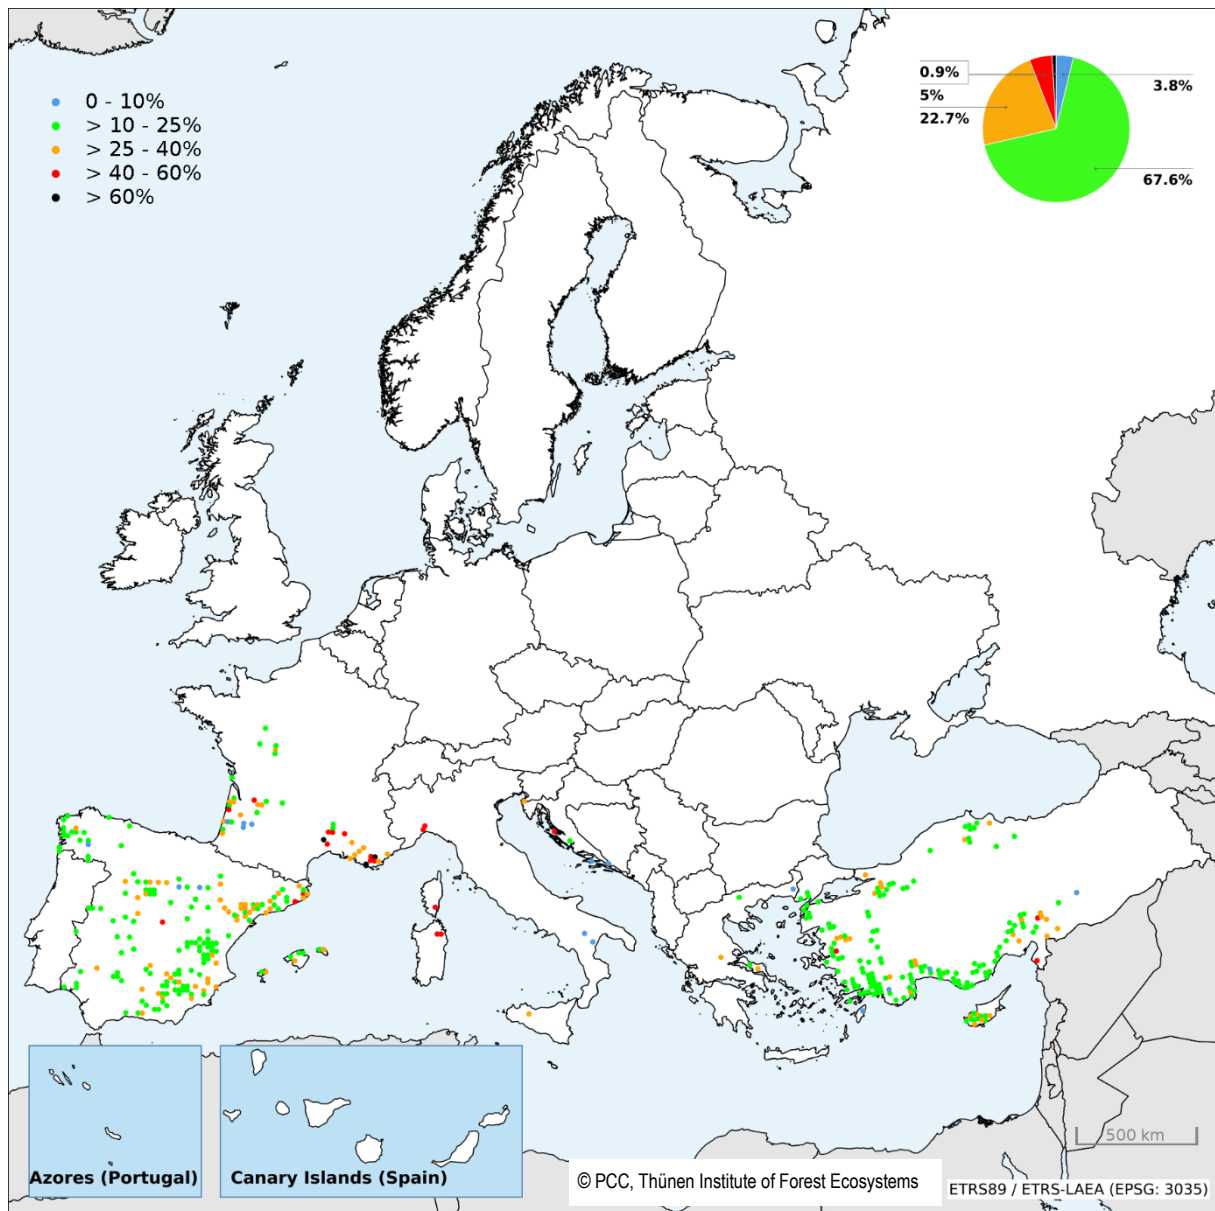 0 - 10%
> 10 - 25%
> 25 - 40%
> 40 - 60%
> 60%
0.9%
5%
22.7%
3.8%
67.6%
500 km
Azores (Portugal)
Canary Islands (Spain)
© PCC, Thünen Institute of Forest Ecosystems
ETRS89 / ETRS-LAEA (EPSG: 3035)